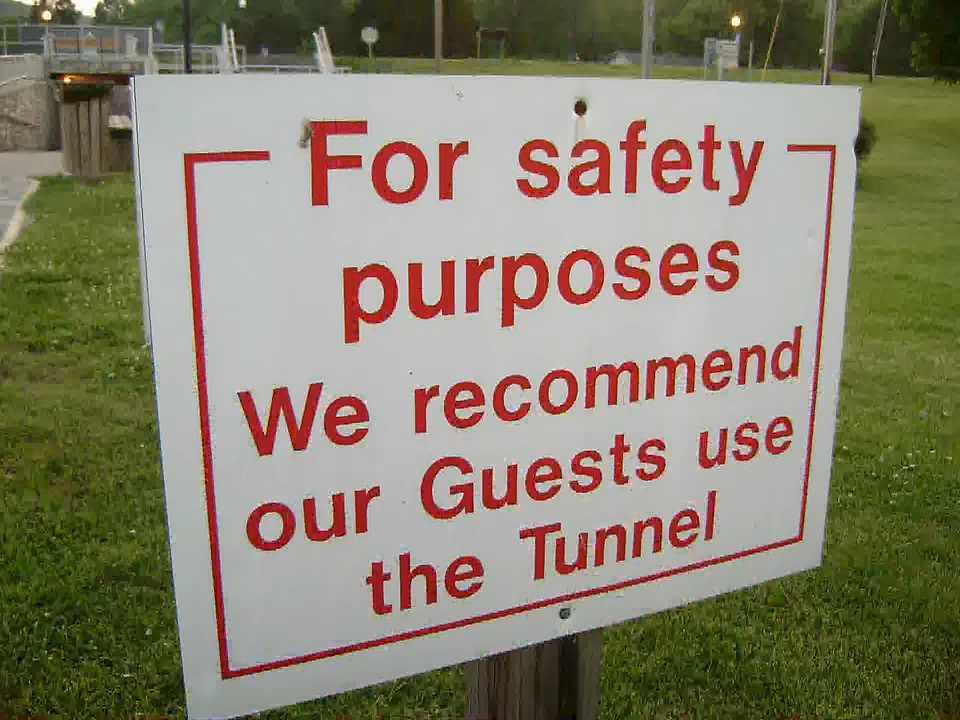 For safety
purposes
We recommend
our Guests use
the Tunnel